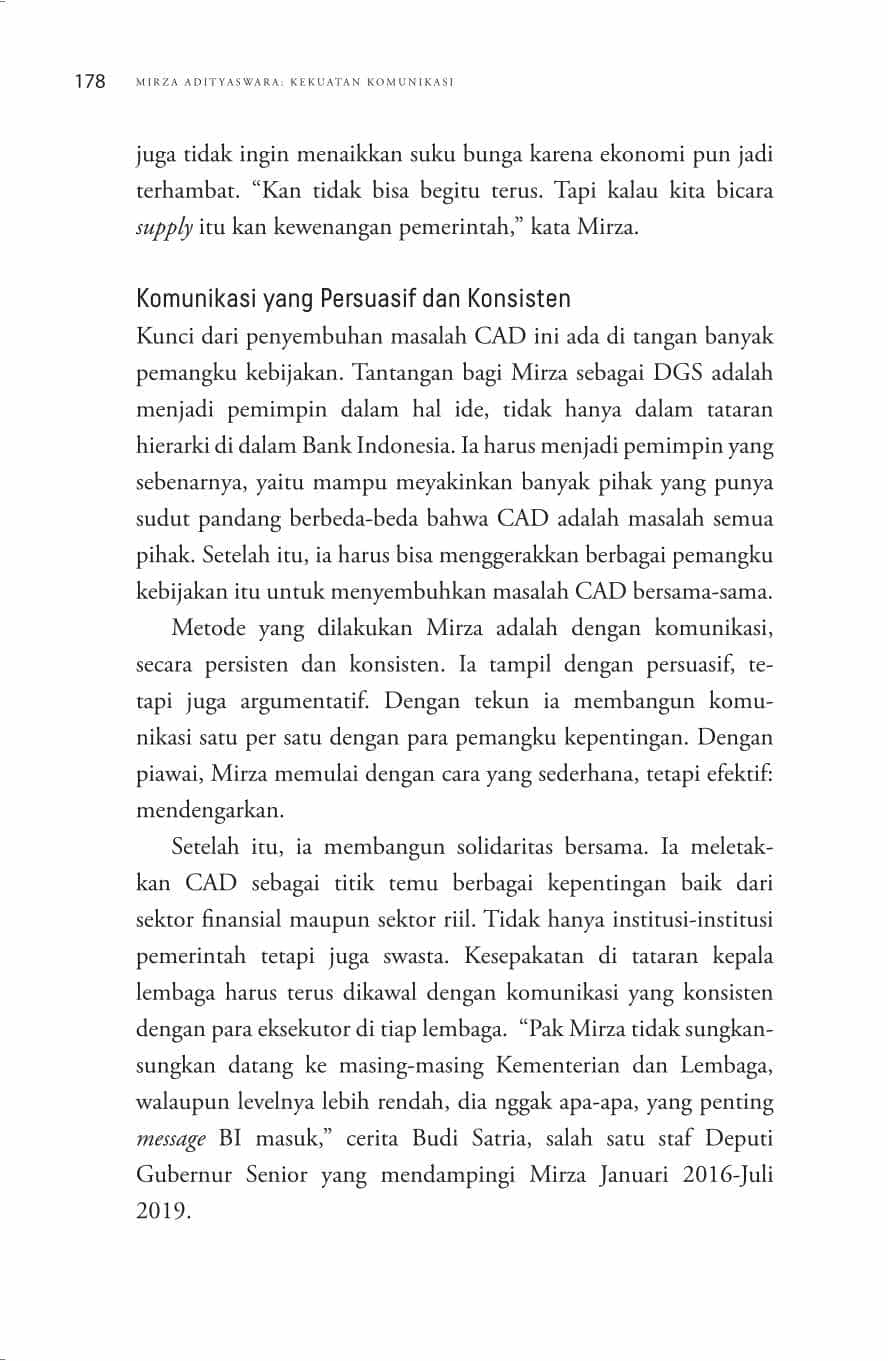 178 MIRZA ADITYASWARA: KEKUATAN KOMUNIKASI
juga tidak ingin menaikkan suku bunga karena ekonomi pun jadi
terhambat. “Kan tidak bisa begitu terus. Tapi kalau kita bicara
supply itu kan kewenangan pemerintah,” kata Mirza.
Komunikasi yang Persuasif dan Konsisten
Kunci dari penyembuhan masalah CAD ini ada di tangan banyak
pemangku kebijakan. Tantangan bagi Mirza sebagai DGS adalah
menjadi pemimpin dalam hal ide, tidak hanya dalam tataran
hierarki di dalam Bank Indonesia. Ia harus menjadi pemimpin yang
sebenarnya, yaitu mampu meyakinkan banyak pihak yang punya
sudut pandang berbeda-beda bahwa CAD adalah masalah semua
pihak. Setelah itu, ia harus bisa menggerakkan berbagai pemangku
kebijakan itu untuk menyembuhkan masalah CAD bersama-sama.
Metode yang dilakukan Mirza adalah dengan komunikasi,
secara persisten dan konsisten. Ia tampil dengan persuasif, te-
tapi juga argumentatif. Dengan tekun ia membangun komu-
nikasi satu per satu dengan para pemangku kepentingan. Dengan
piawai, Mirza memulai dengan cara yang sederhana, tetapi efektif:
mendengarkan.
Setelah itu, ia membangun solidaritas bersama. Ia meletak-
kan CAD sebagai titik temu berbagai kepentingan baik dari
sektor finansial maupun sektor riil. Tidak hanya institusi-institusi
pemerintah tetapi juga swasta. Kesepakatan di tataran kepala
lembaga harus terus dikawal dengan komunikasi yang konsisten
dengan para eksekutor di tiap lembaga. “Pak Mirza tidak sungkan-
sungkan datang ke masing-masing Kementerian dan Lembaga,
walaupun levelnya lebih rendah, dia nggak apa-apa, yang penting
message BI masuk,” cerita Budi Satria, salah satu staf Deputi
Gubernur Senior yang mendampingi Mirza Januari 2016-Juli
2019.